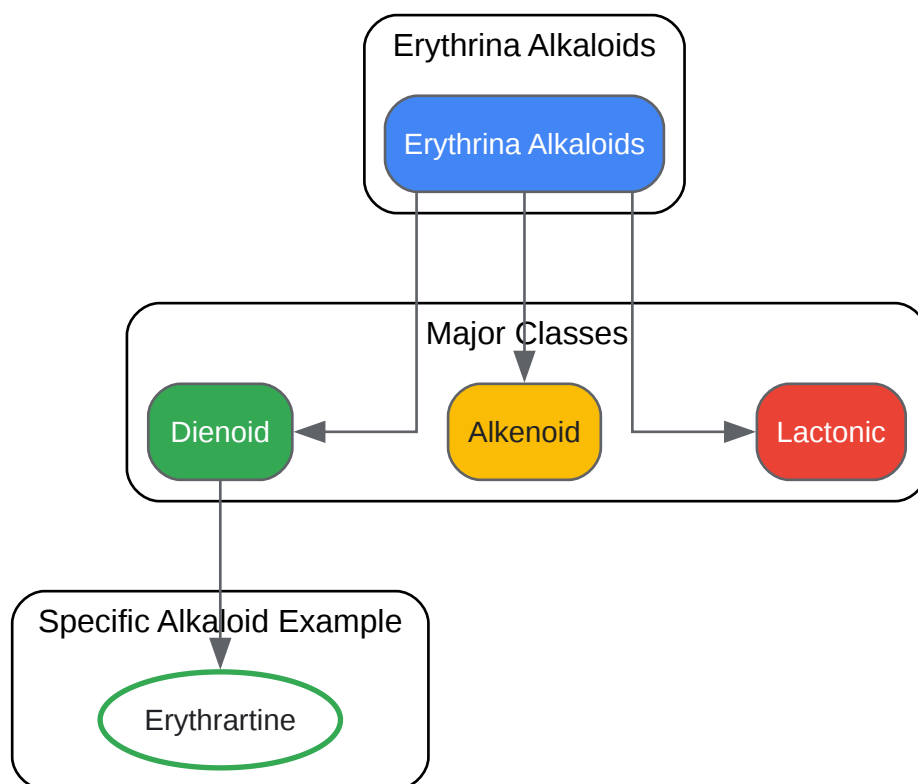 Erythrina Alkaloids
Erythrina Alkaloids
Major Classes
Dienoid
Alkenoid
Lactonic
Specific Alkaloid Example
Erythrartine